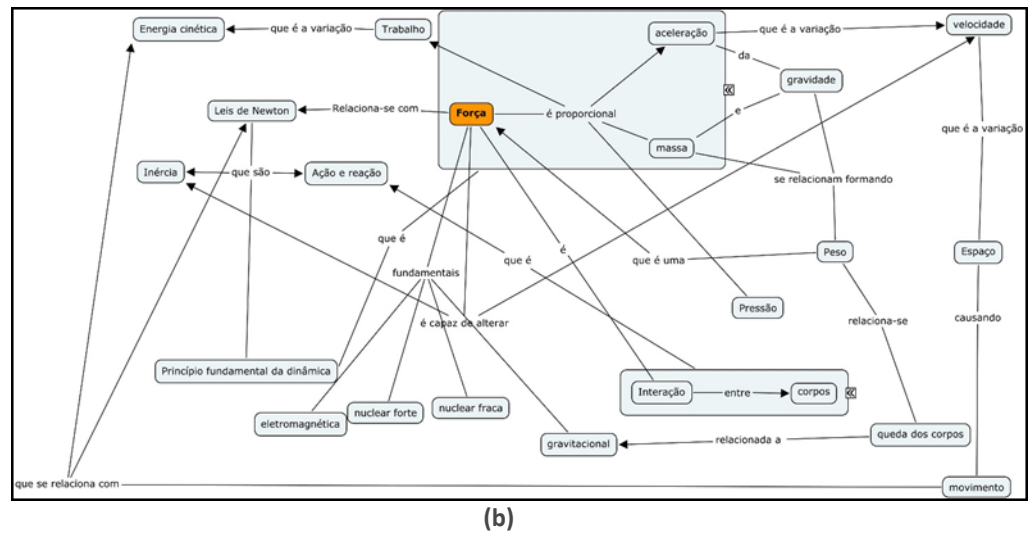 Energia cinética
que é a variação
Trabalho
aceleração
que é a variação
velocidade
da
gravidade
Leis de Newton
Relaciona-se com
Força
é proporcional
e
massa
que é a variação
Inércia
que são
Ação e reação
se relacionam formando
que é
que é
é
que é uma
Peso
Espaço
fundamentais
Pressão
é capaz de alterar
relaciona-se
causando
Princípio fundamental da dinâmica
Interação
entre
corpos
eletromagnética
nuclear forte
nuclear fraca
gravitacional
relacionada a
queda dos corpos
que se relaciona com
movimento
(b)